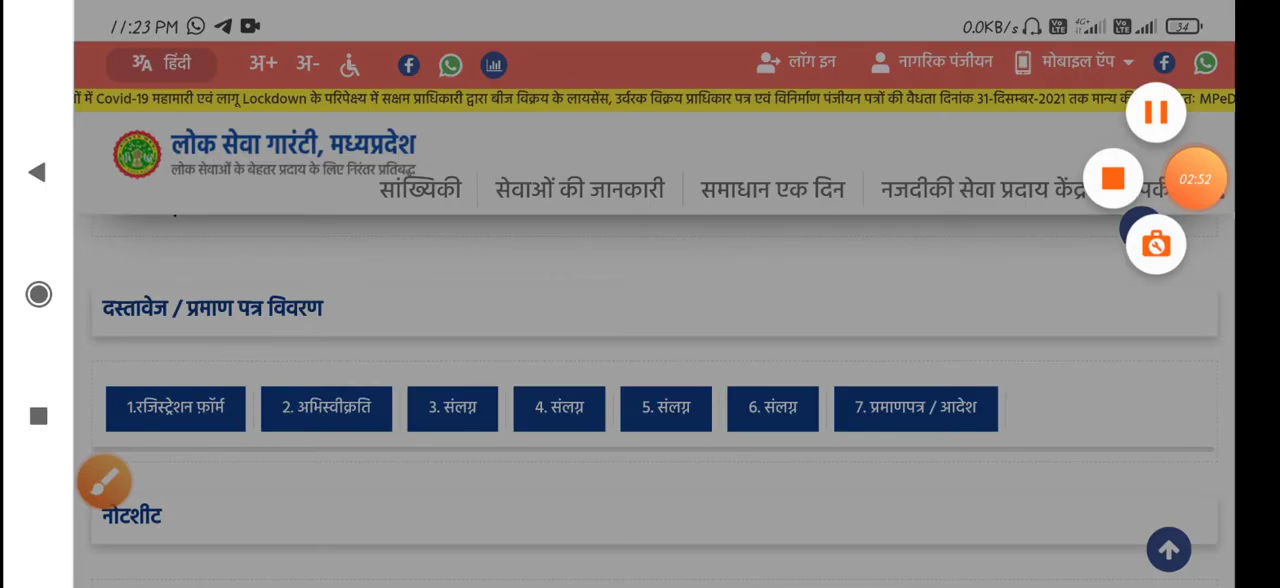 11:23 PM
0.0KB/s 4G+ 34
हिंदी अ+ अ- लॉग इन नागरिक पंजीयन मोबाइल ऍप
में Covid-19 महामारी एवं लागू Lockdown के परिपेक्ष्य में सक्षम प्राधिकारी द्वारा बीज विक्रय के लायसेंस, उर्वरक विक्रय प्राधिकार पत्र एवं विनिर्माण पंजीयन पत्रों की वैधता दिनांक 31-दिसम्बर-2021 तक मान्य
लोक सेवा गारंटी, मध्यप्रदेश
लोक सेवाओं के बेहतर प्रदाय के लिए निरंतर प्रतिबद्ध
सांख्यिकी सेवाओं की जानकारी समाधान एक दिन नजदीकी सेवा प्रदाय केंद्र
02:52
दस्तावेज / प्रमाण पत्र विवरण
1.रजिस्ट्रेशन फ़ॉर्म 2. अभिस्वीक्रति 3. संलग्न 4. संलग्न 5. संलग्न 6. संलग्न 7. प्रमाणपत्र / आदेश
नोटशीट